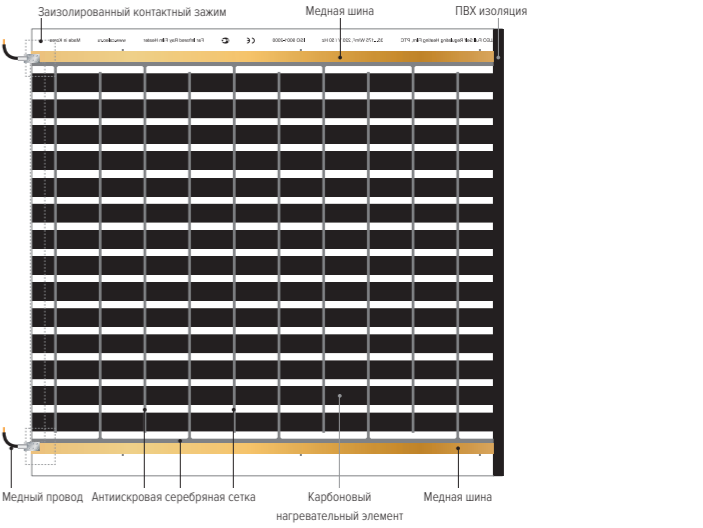 Заизолированный контактный зажим
Медная шина
ПВХ изоляция
Медный провод
Антиискровая серебряная сетка
Карбоновый
нагревательный элемент
Медная шина